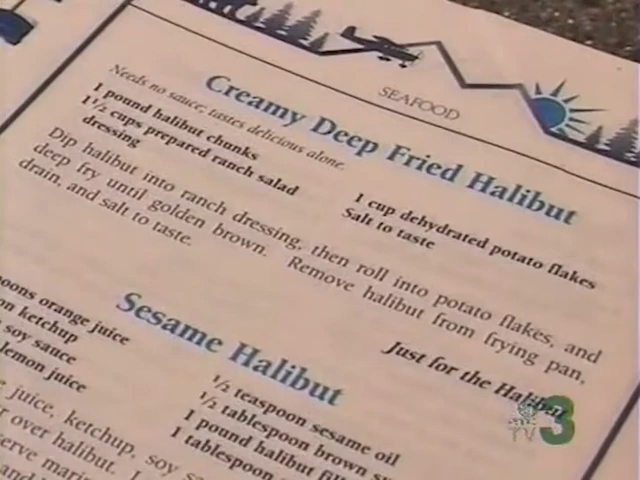 SEAFOOD
Creamy Deep Fried Halibut
Needs no sauce; tastes delicious alone.
1 pound halibut chunks
1 1/2 cups prepared ranch salad
dressing
1 cup dehydrated potato flakes
Salt to taste
Dip halibut into ranch dressing, then roll into potato flakes, and
deep fry until golden brown. Remove halibut from frying pan,
drain, and salt to taste.
Just for the Halibut
Sesame Halibut
orange juice
ketchup
soy sauce
lemon juice
1/2 teaspoon sesame oil
1/2 tablespoon brown
1 pound halibut
1 tablespoon
juice, ketchup, soy
over halibut.
TV 3